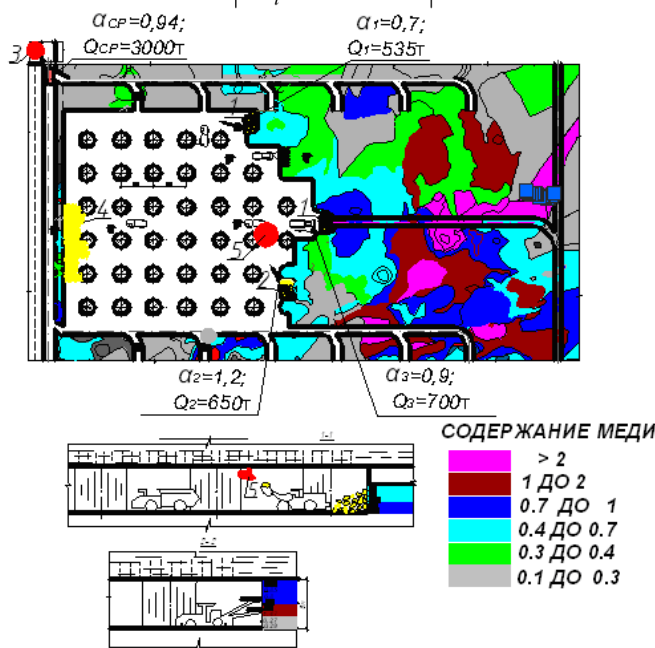 αСР=0,94;
QСР=3000т
α1=0,7;
Q1=535т
3
1
8
4
1
5
2
α2=1,2;
Q2=650т
α3=0,9;
Q3=700т
СОДЕРЖАНИЕ МЕДИ
> 2
1 ДО 2
0.7 ДО 1
0.4 ДО 0.7
0.3 ДО 0.4
0.1 ДО 0.3
5